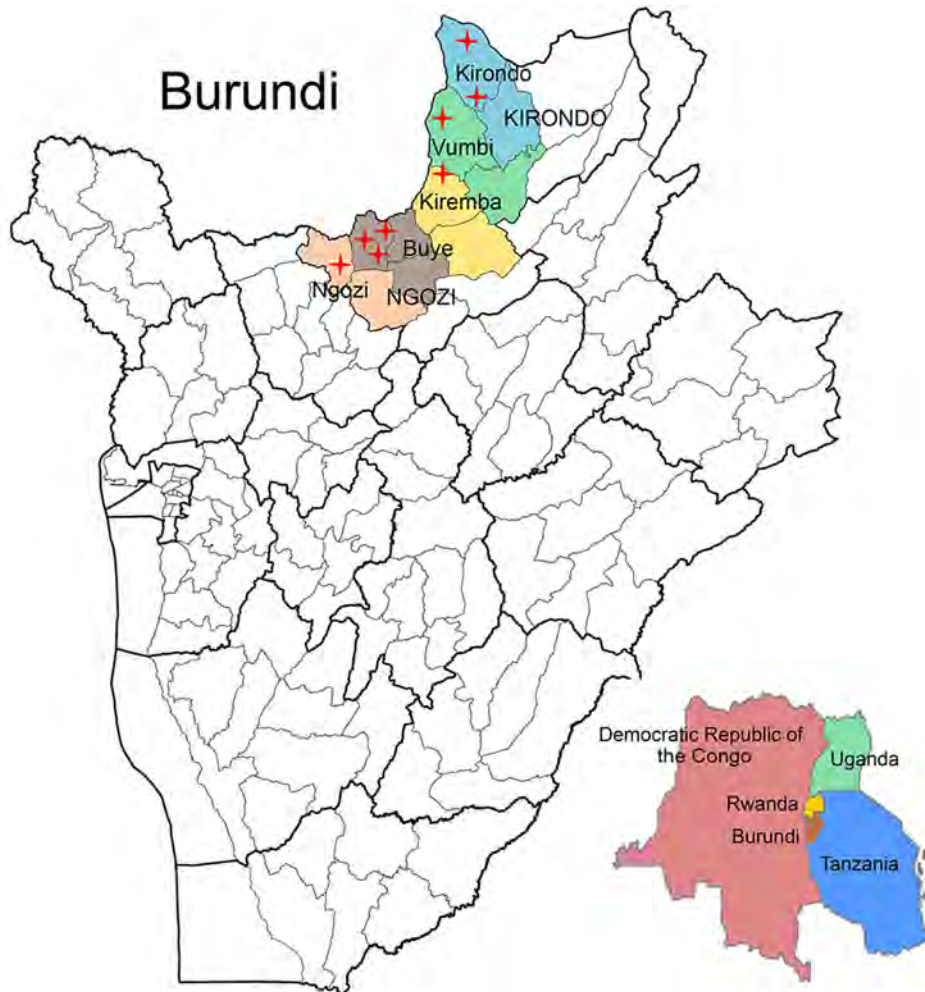 Burundi
Kirondo
KIRONDO
Vumbi
Kiremba
Buye
Ngozi
NGOZI
Democratic Republic of
the Congo
Uganda
Rwanda
Burundi
Tanzania